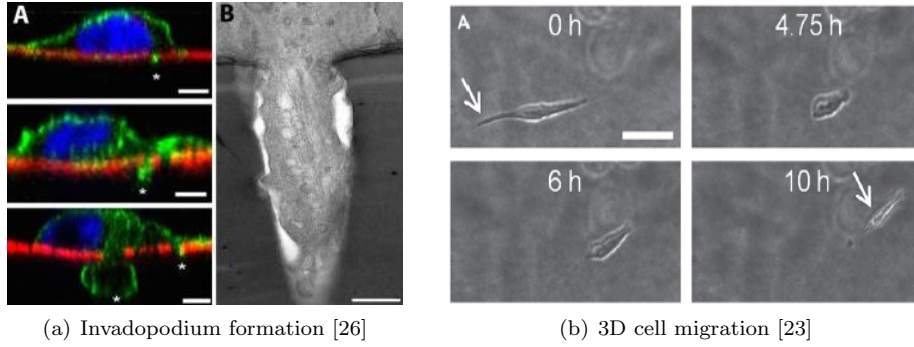 A
B
A
0 h
4.75 h
6 h
10 h
*
*
*
*
(a) Invadopodium formation [26]
(b) 3D cell migration [23]